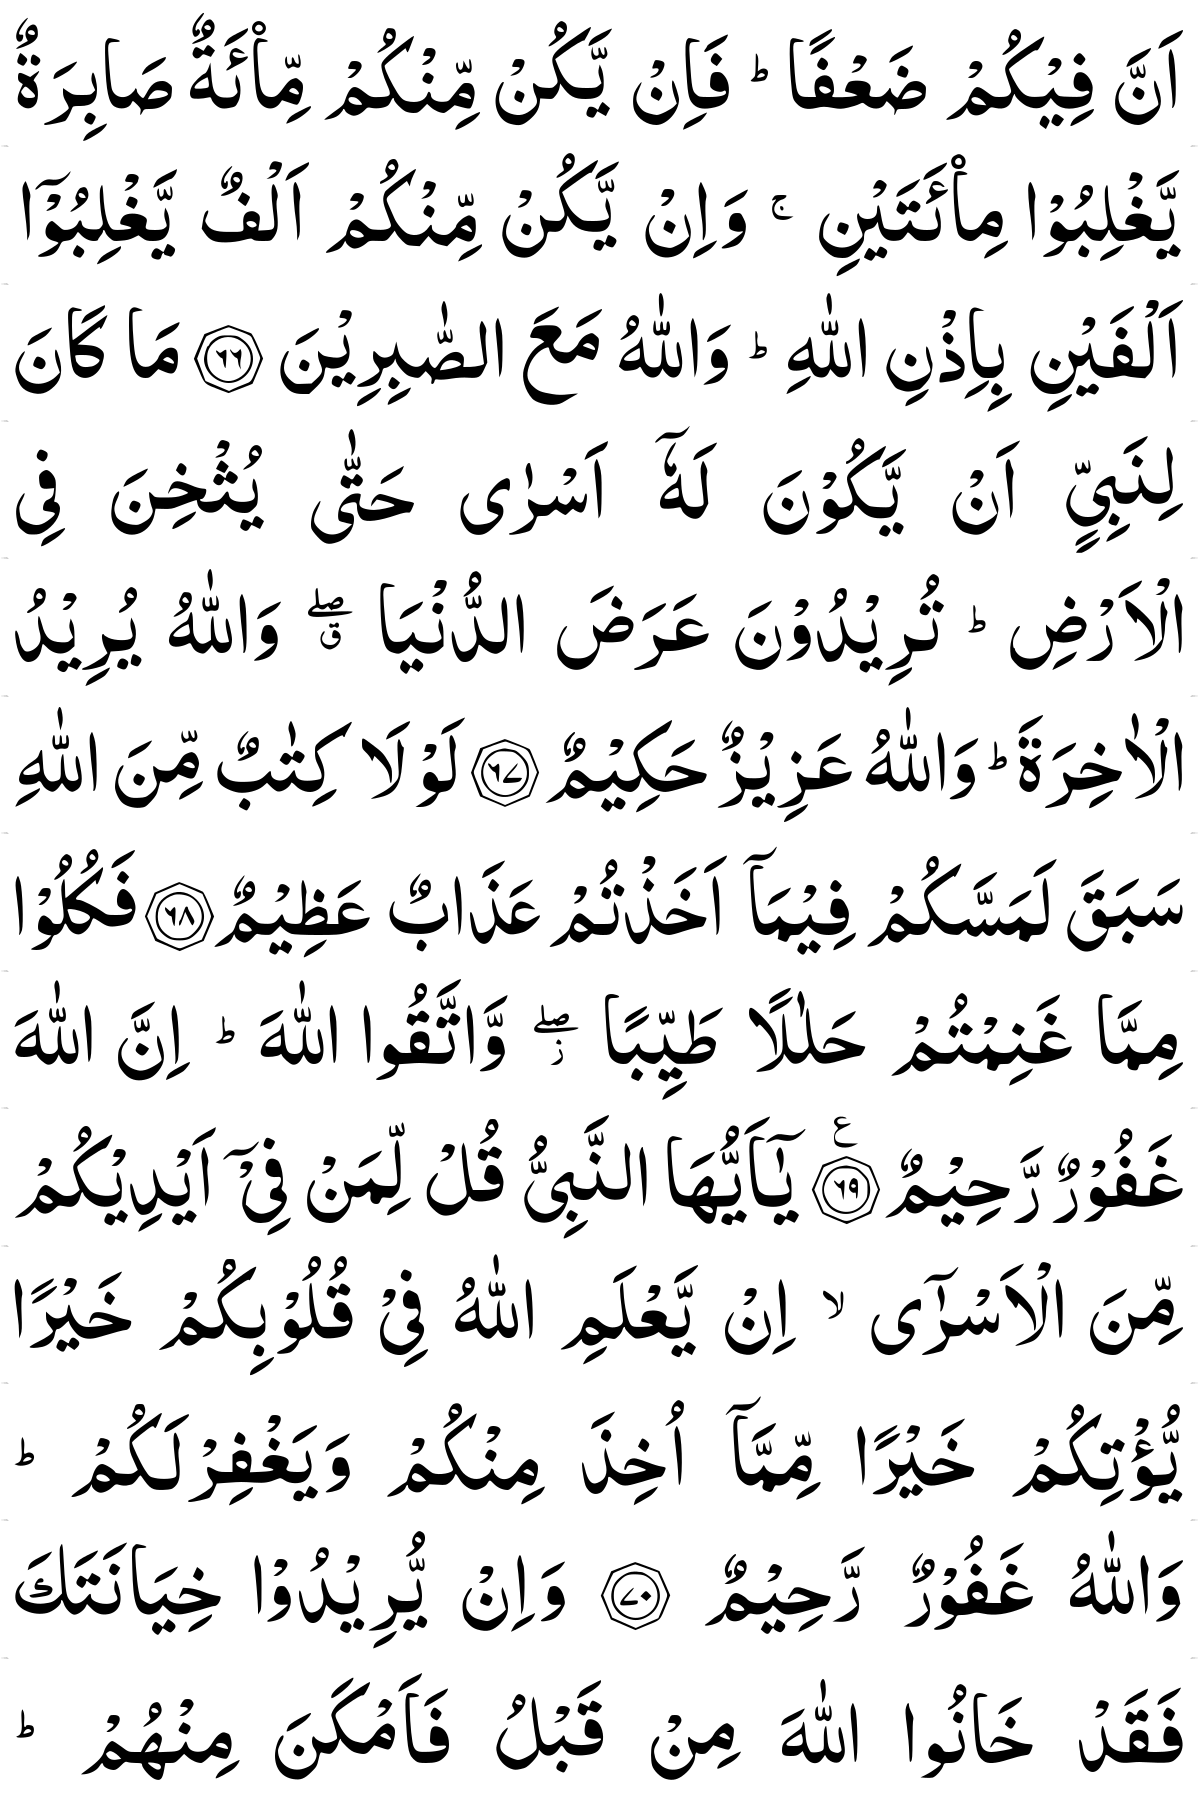 اَنَّ فِيْكُمْ ضَعْفًا ؕ فَاِنْ يَّكُنْ مِّنْكُمْ مِّائَةٌ صَابِرَةٌ
يَّغْلِبُوْا مِائَتَيْنِ ۚ وَاِنْ يَّكُنْ مِّنْكُمْ اَلْفٌ يَّغْلِبُوْۤا
اَلْفَيْنِ بِاِذْنِ اللّٰهِ ؕ وَاللّٰهُ مَعَ الصّٰبِرِيْنَ ﴿۶۶﴾ مَا كَانَ
لِنَبِيٍّ اَنْ يَّكُوْنَ لَهٗۤ اَسْرٰى حَتّٰى يُثْخِنَ فِى
الْاَرْضِ ؕ تُرِيْدُوْنَ عَرَضَ الدُّنْيَا ۖق وَاللّٰهُ يُرِيْدُ
الْاٰخِرَةَ ؕ وَاللّٰهُ عَزِيْزٌ حَكِيْمٌ ﴿۶۷﴾ لَوْلَا كِتٰبٌ مِّنَ اللّٰهِ
سَبَقَ لَمَسَّكُمْ فِيْمَاۤ اَخَذْتُمْ عَذَابٌ عَظِيْمٌ ﴿۶۸﴾ فَكُلُوْا
مِمَّا غَنِمْتُمْ حَلٰلًا طَيِّبًا ۖز وَّاتَّقُوا اللّٰهَ ؕ اِنَّ اللّٰهَ
غَفُوْرٌ رَّحِيْمٌ ﴿۶۹﴾ ع يٰۤاَيُّهَا النَّبِىُّ قُلْ لِّمَنْ فِىْۤ اَيْدِيْكُمْ
مِّنَ الْاَسْرٰٓى ۙ اِنْ يَّعْلَمِ اللّٰهُ فِىْ قُلُوْبِكُمْ خَيْرًا
يُّؤْتِكُمْ خَيْرًا مِّمَّاۤ اُخِذَ مِنْكُمْ وَيَغْفِرْ لَكُمْ ؕ
وَاللّٰهُ غَفُوْرٌ رَّحِيْمٌ ﴿۷۰﴾ وَاِنْ يُّرِيْدُوْا خِيَانَتَكَ
فَقَدْ خَانُوا اللّٰهَ مِنْ قَبْلُ فَاَمْكَنَ مِنْهُمْ ؕ